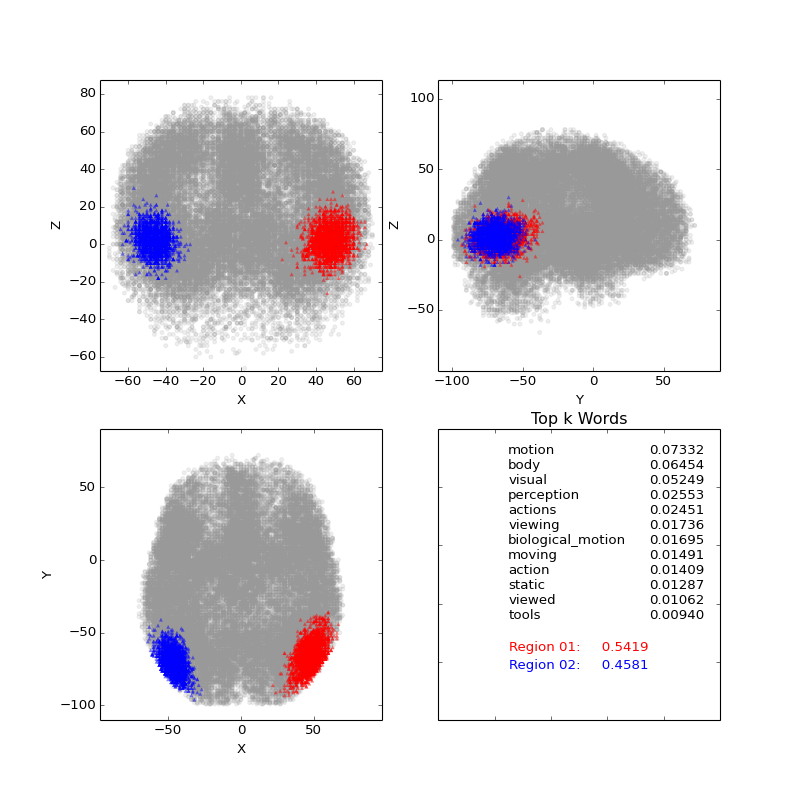 80
60
40
20
0
−20
−40
−60
Z
−60 −40 −20 0 20 40 60
X
100
50
0
−50
Z
−100 −50 0 50
Y
50
0
−50
−100
Y
−50 0 50
X
Top k Words
motion 0.07332
body 0.06454
visual 0.05249
perception 0.02553
actions 0.02451
viewing 0.01736
biological_motion 0.01695
moving 0.01491
action 0.01409
static 0.01287
viewed 0.01062
tools 0.00940
Region 01: 0.5419
Region 02: 0.4581